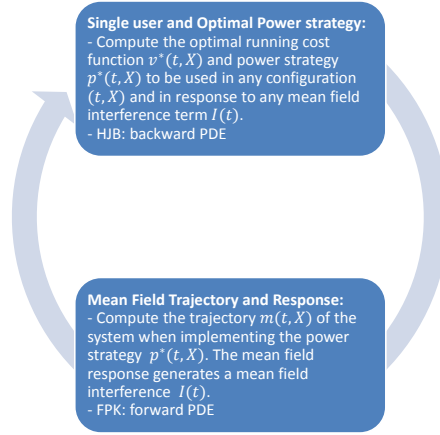 Single user and Optimal Power strategy:
- Compute the optimal running cost
function v*(t, X) and power strategy
p*(t, X) to be used in any configuration
(t, X) and in response to any mean field
interference term I(t).
- HJB: backward PDE
Mean Field Trajectory and Response:
- Compute the trajectory m(t, X) of the
system when implementing the power
strategy p*(t, X). The mean field
response generates a mean field
interference I(t).
- FPK: forward PDE